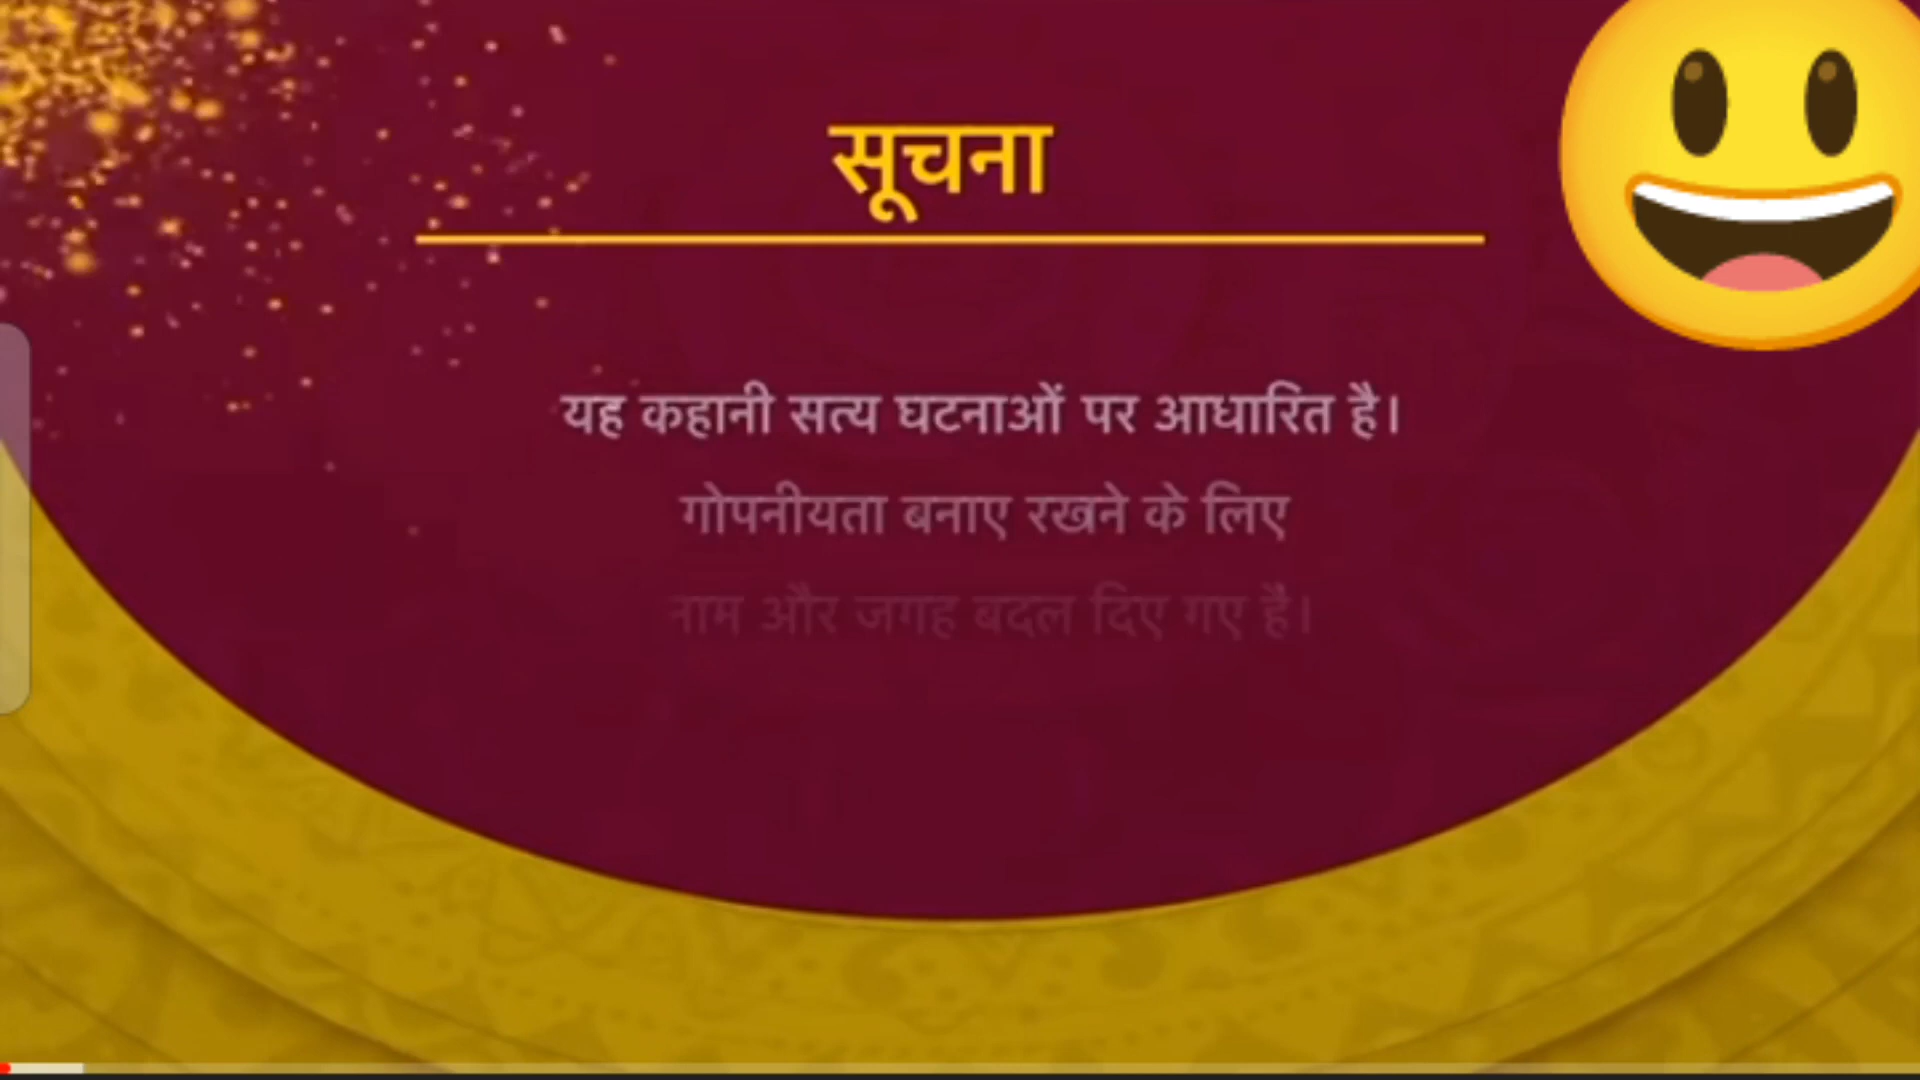 सूचना
यह कहानी सत्य घटनाओं पर आधारित है।
गोपनीयता बनाए रखने के लिए
नाम और जगह बदल दिए गए है।